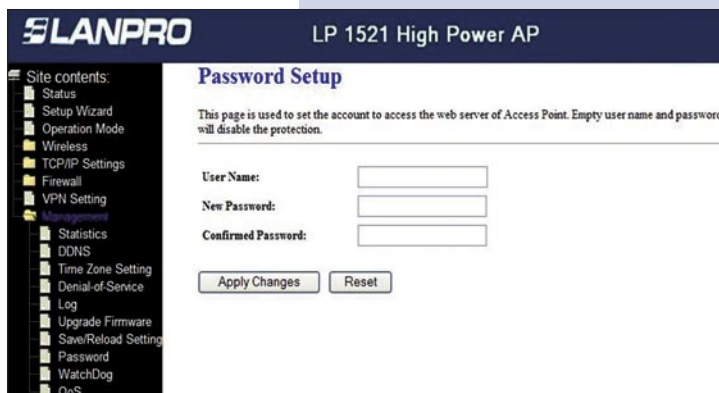 LANPRO
LP 1521 High Power AP
Site contents:
Status
Setup Wizard
Operation Mode
Wireless
TCP/IP Settings
Firewall
VPN Setting
Management
Statistics
DDNS
Time Zone Setting
Denial-of-Service
Log
Upgrade Firmware
Save/Reload Setting
Password
WatchDog
QoS
Password Setup
This page is used to set the account to access the web server of Access Point. Empty user name and password
will disable the protection.
User Name:
New Password:
Confirmed Password:
Apply Changes Reset